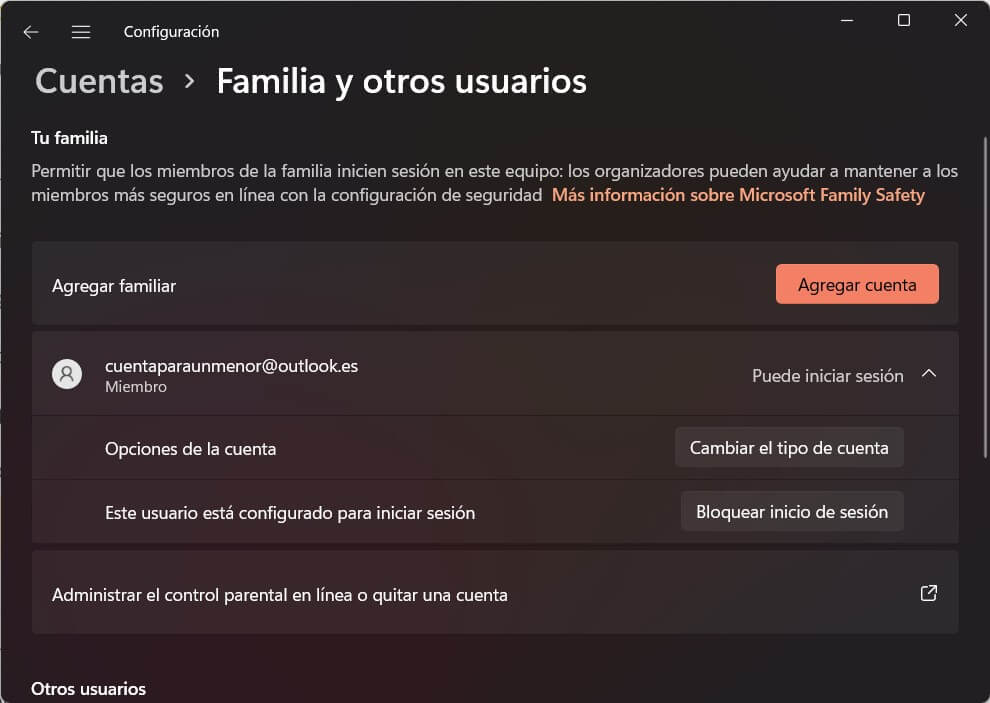 Configuración
Cuentas > Familia y otros usuarios
Tu familia
Permitir que los miembros de la familia inicien sesión en este equipo: los organizadores pueden ayudar a mantener a los
miembros más seguros en línea con la configuración de seguridad Más información sobre Microsoft Family Safety
Agregar familiar
Agregar cuenta
cuentaparaunmenor@outlook.es
Miembro
Puede iniciar sesión
Opciones de la cuenta
Cambiar el tipo de cuenta
Este usuario está configurado para iniciar sesión
Bloquear inicio de sesión
Administrar el control parental en línea o quitar una cuenta
Otros usuarios